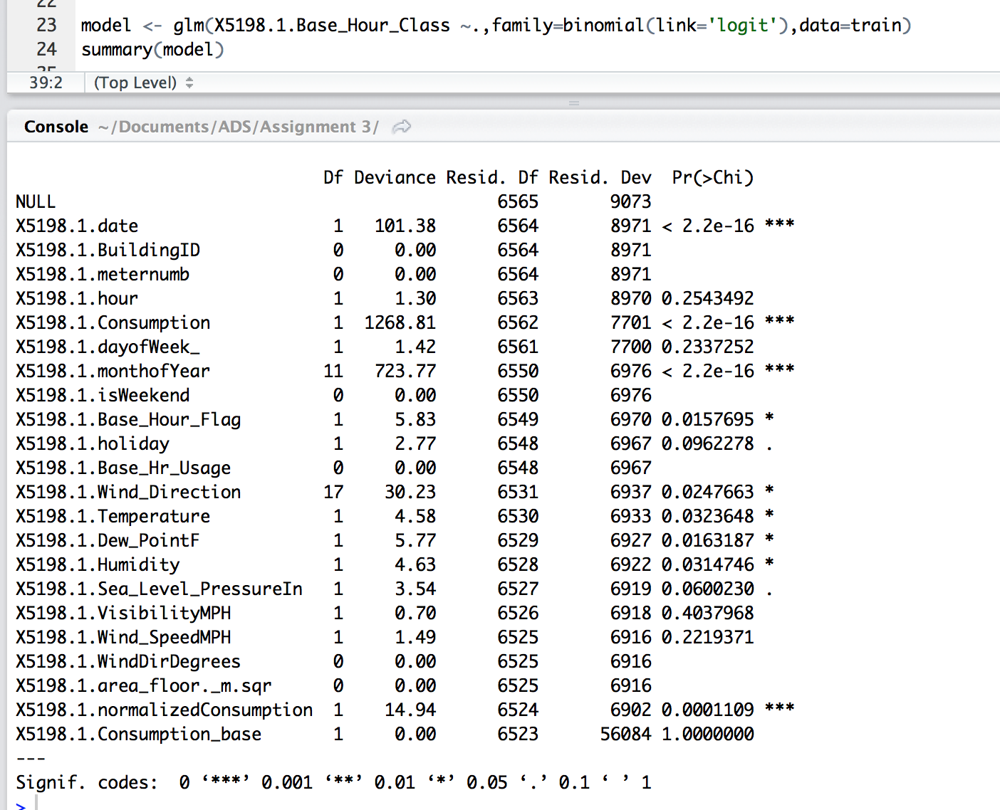 22
23 model <- glm(X5198.1.Base_Hour_Class ~.,family=binomial(link='logit'),data=train)
24 summary(model)
25
39:2 (Top Level)
Console ~/Documents/ADS/Assignment 3/
Df Deviance Resid. Df Resid. Dev Pr(>Chi)
NULL 6565 9073
X5198.1.date 1 101.38 6564 8971 < 2.2e-16 ***
X5198.1.BuildingID 0 0.00 6564 8971
X5198.1.meternumb 0 0.00 6564 8971
X5198.1.hour 1 1.30 6563 8970 0.2543492
X5198.1.Consumption 1 1268.81 6562 7701 < 2.2e-16 ***
X5198.1.dayofWeek_ 1 1.42 6561 7700 0.2337252
X5198.1.monthofYear 11 723.77 6550 6976 < 2.2e-16 ***
X5198.1.isWeekend 0 0.00 6550 6976
X5198.1.Base_Hour_Flag 1 5.83 6549 6970 0.0157695 *
X5198.1.holiday 1 2.77 6548 6967 0.0962278 .
X5198.1.Base_Hr_Usage 0 0.00 6548 6967
X5198.1.Wind_Direction 17 30.23 6531 6937 0.0247663 *
X5198.1.Temperature 1 4.58 6530 6933 0.0323648 *
X5198.1.Dew_PointF 1 5.77 6529 6927 0.0163187 *
X5198.1.Humidity 1 4.63 6528 6922 0.0314746 *
X5198.1.Sea_Level_PressureIn 1 3.54 6527 6919 0.0600230 .
X5198.1.VisibilityMPH 1 0.70 6526 6918 0.4037968
X5198.1.Wind_SpeedMPH 1 1.49 6525 6916 0.2219371
X5198.1.WindDirDegrees 0 0.00 6525 6916
X5198.1.area_floor._m.sqr 0 0.00 6525 6916
X5198.1.normalizedConsumption 1 14.94 6524 6902 0.0001109 ***
X5198.1.Consumption_base 1 0.00 6523 56084 1.0000000
---
Signif. codes: 0 ‘***’ 0.001 ‘**’ 0.01 ‘*’ 0.05 ‘.’ 0.1 ‘ ’ 1
>